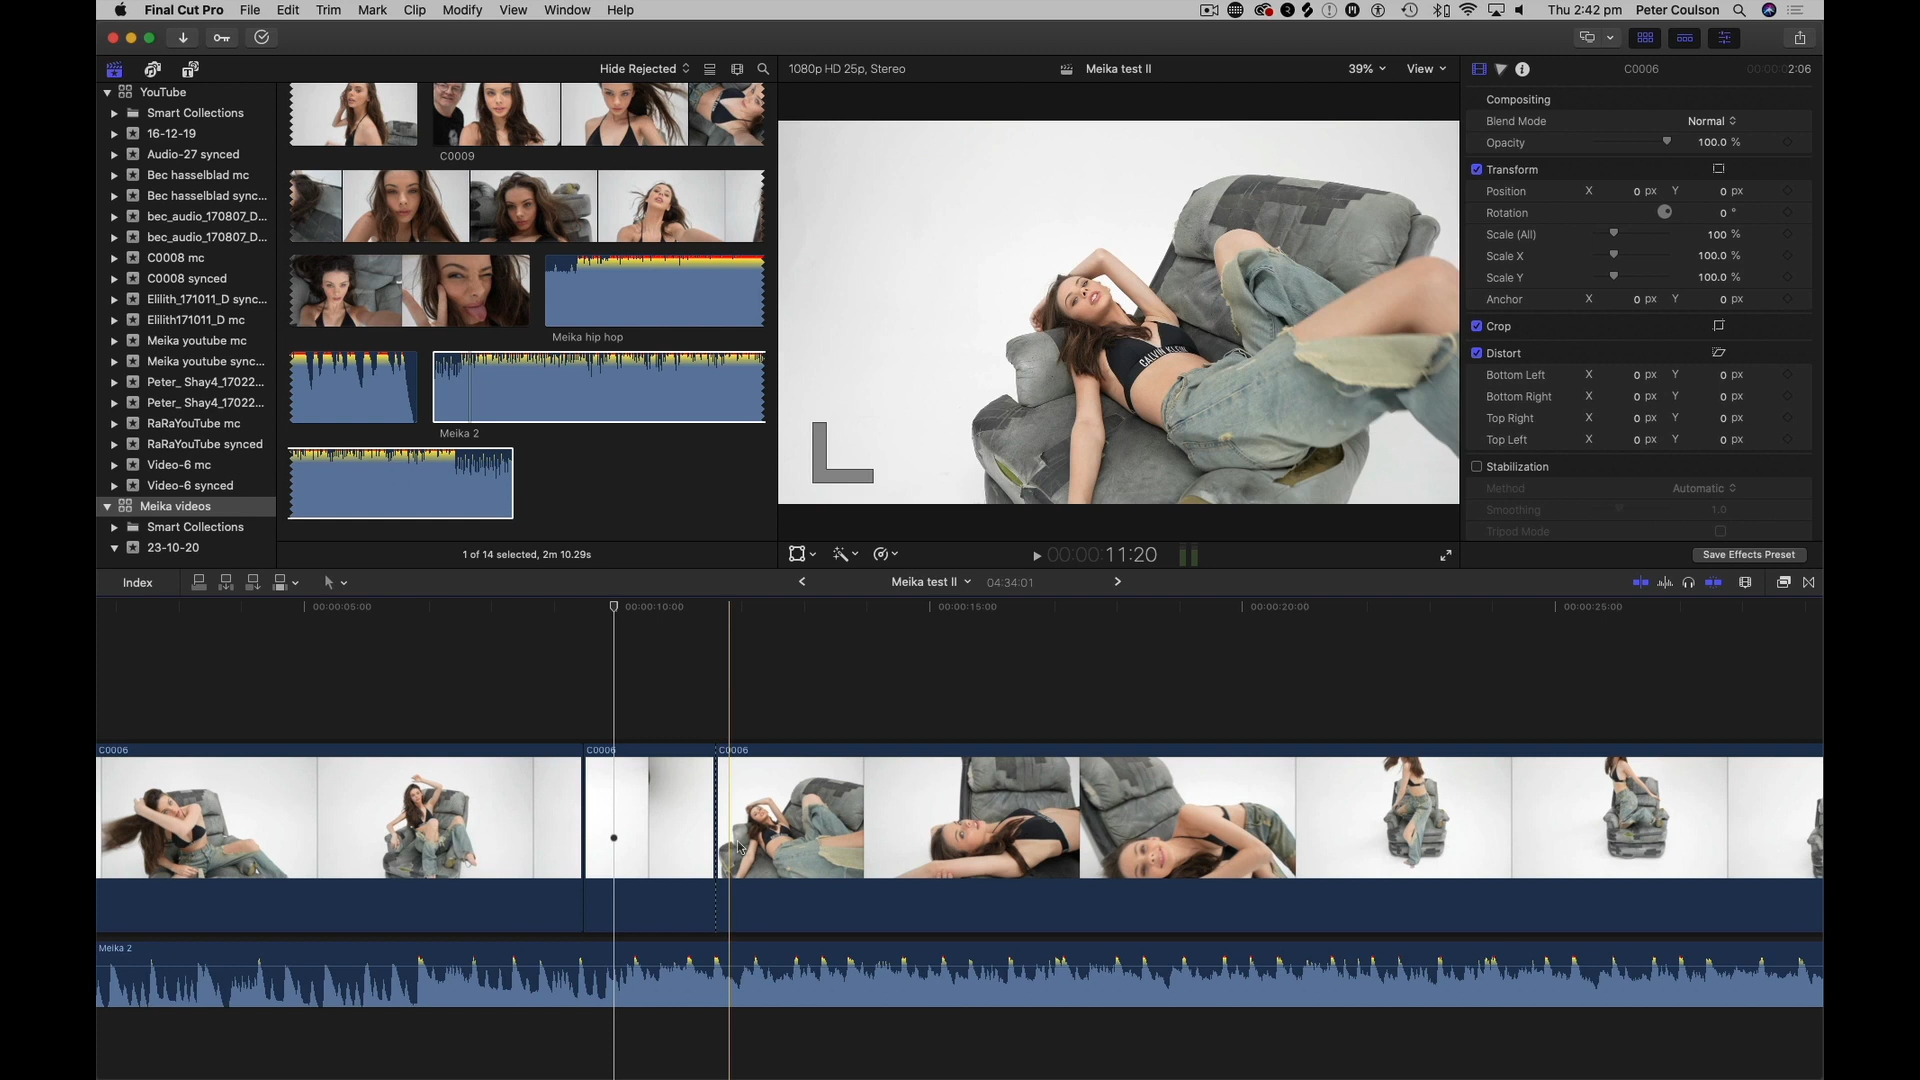 Final Cut Pro File Edit Trim Mark Clip Modify View Window Help
Thu 2:42 pm Peter Coulson
Hide Rejected
1080p HD 25p, Stereo
Meika test II
39%
View
C0006
00:00:02:06
YouTube
Smart Collections
16-12-19
Audio-27 synced
Bec hasselblad mc
Bec hasselblad sync...
bec_audio_170807_D...
bec_audio_170807_D...
C0008 mc
C0008 synced
Elilith_171011_D sync...
Elilith171011_D mc
Meika youtube mc
Meika youtube sync...
Peter_ Shay4_17022...
Peter_ Shay4_17022...
RaRaYouTube mc
RaRaYouTube synced
Video-6 mc
Video-6 synced
Meika videos
Smart Collections
23-10-20
C0009
Meika hip hop
Meika 2
1 of 14 selected, 2m 10.29s
CALVIN KLEIN
00:00:11:20
Compositing
Blend Mode Normal
Opacity 100.0 %
Transform
Position X 0 px Y 0 px
Rotation 0 °
Scale (All) 100 %
Scale X 100.0 %
Scale Y 100.0 %
Anchor X 0 px Y 0 px
Crop
Distort
Bottom Left X 0 px Y 0 px
Bottom Right X 0 px Y 0 px
Top Right X 0 px Y 0 px
Top Left X 0 px Y 0 px
Stabilization
Method Automatic
Smoothing 1.0
Tripod Mode
Save Effects Preset
Index
Meika test II 04:34:01
00:00:05:00 00:00:10:00 00:00:15:00 00:00:20:00 00:00:25:00
C0006 C0006 C0006
Meika 2